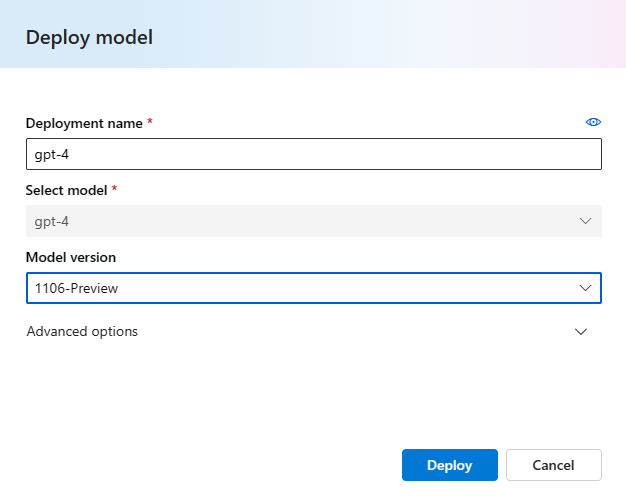 Deploy model
Deployment name *
gpt-4
Select model *
gpt-4
Model version
1106-Preview
Advanced options
Deploy Cancel